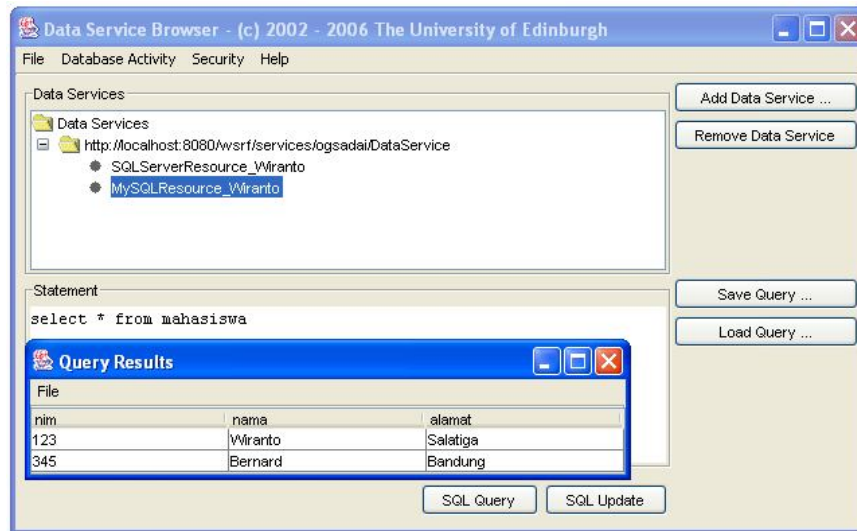 Data Service Browser - (c) 2002 - 2006 The University of Edinburgh
File Database Activity Security Help
Data Services
Add Data Service ...
Data Services
Remove Data Service
http://localhost:8080/wsrf/services/ogsadai/DataService
SQLServerResource_Wiranto
MySQLResource_Wiranto
Statement
Save Query ...
select * from mahasiswa
Load Query ...
Query Results
File
nim nama alamat
123 Wiranto Salatiga
345 Bernard Bandung
SQL Query SQL Update